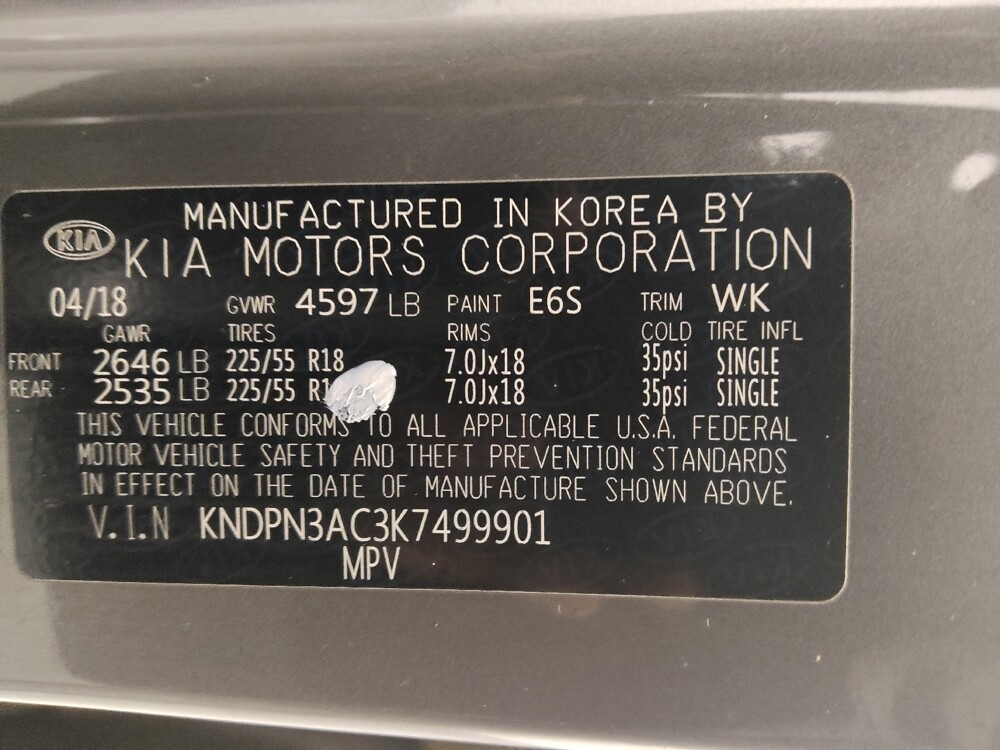 MANUFACTURED IN KOREA BY
KIA KIA MOTORS CORPORATION
04/18 GVWR 4597 LB PAINT E6S TRIM WK
GAWR TIRES RIMS COLD TIRE INFL
FRONT 2646 LB 225/55 R18 7.0Jx18 35psi SINGLE
REAR 2535 LB 225/55 7.0Jx18 35psi SINGLE
THIS VEHICLE CONFORMS TO ALL APPLICABLE U.S.A. FEDERAL
MOTOR VEHICLE SAFETY AND THEFT PREVENTION STANDARDS
IN EFFECT ON THE DATE OF MANUFACTURE SHOWN ABOVE.
V.I.N KNDPN3AC3K7499901
MPV